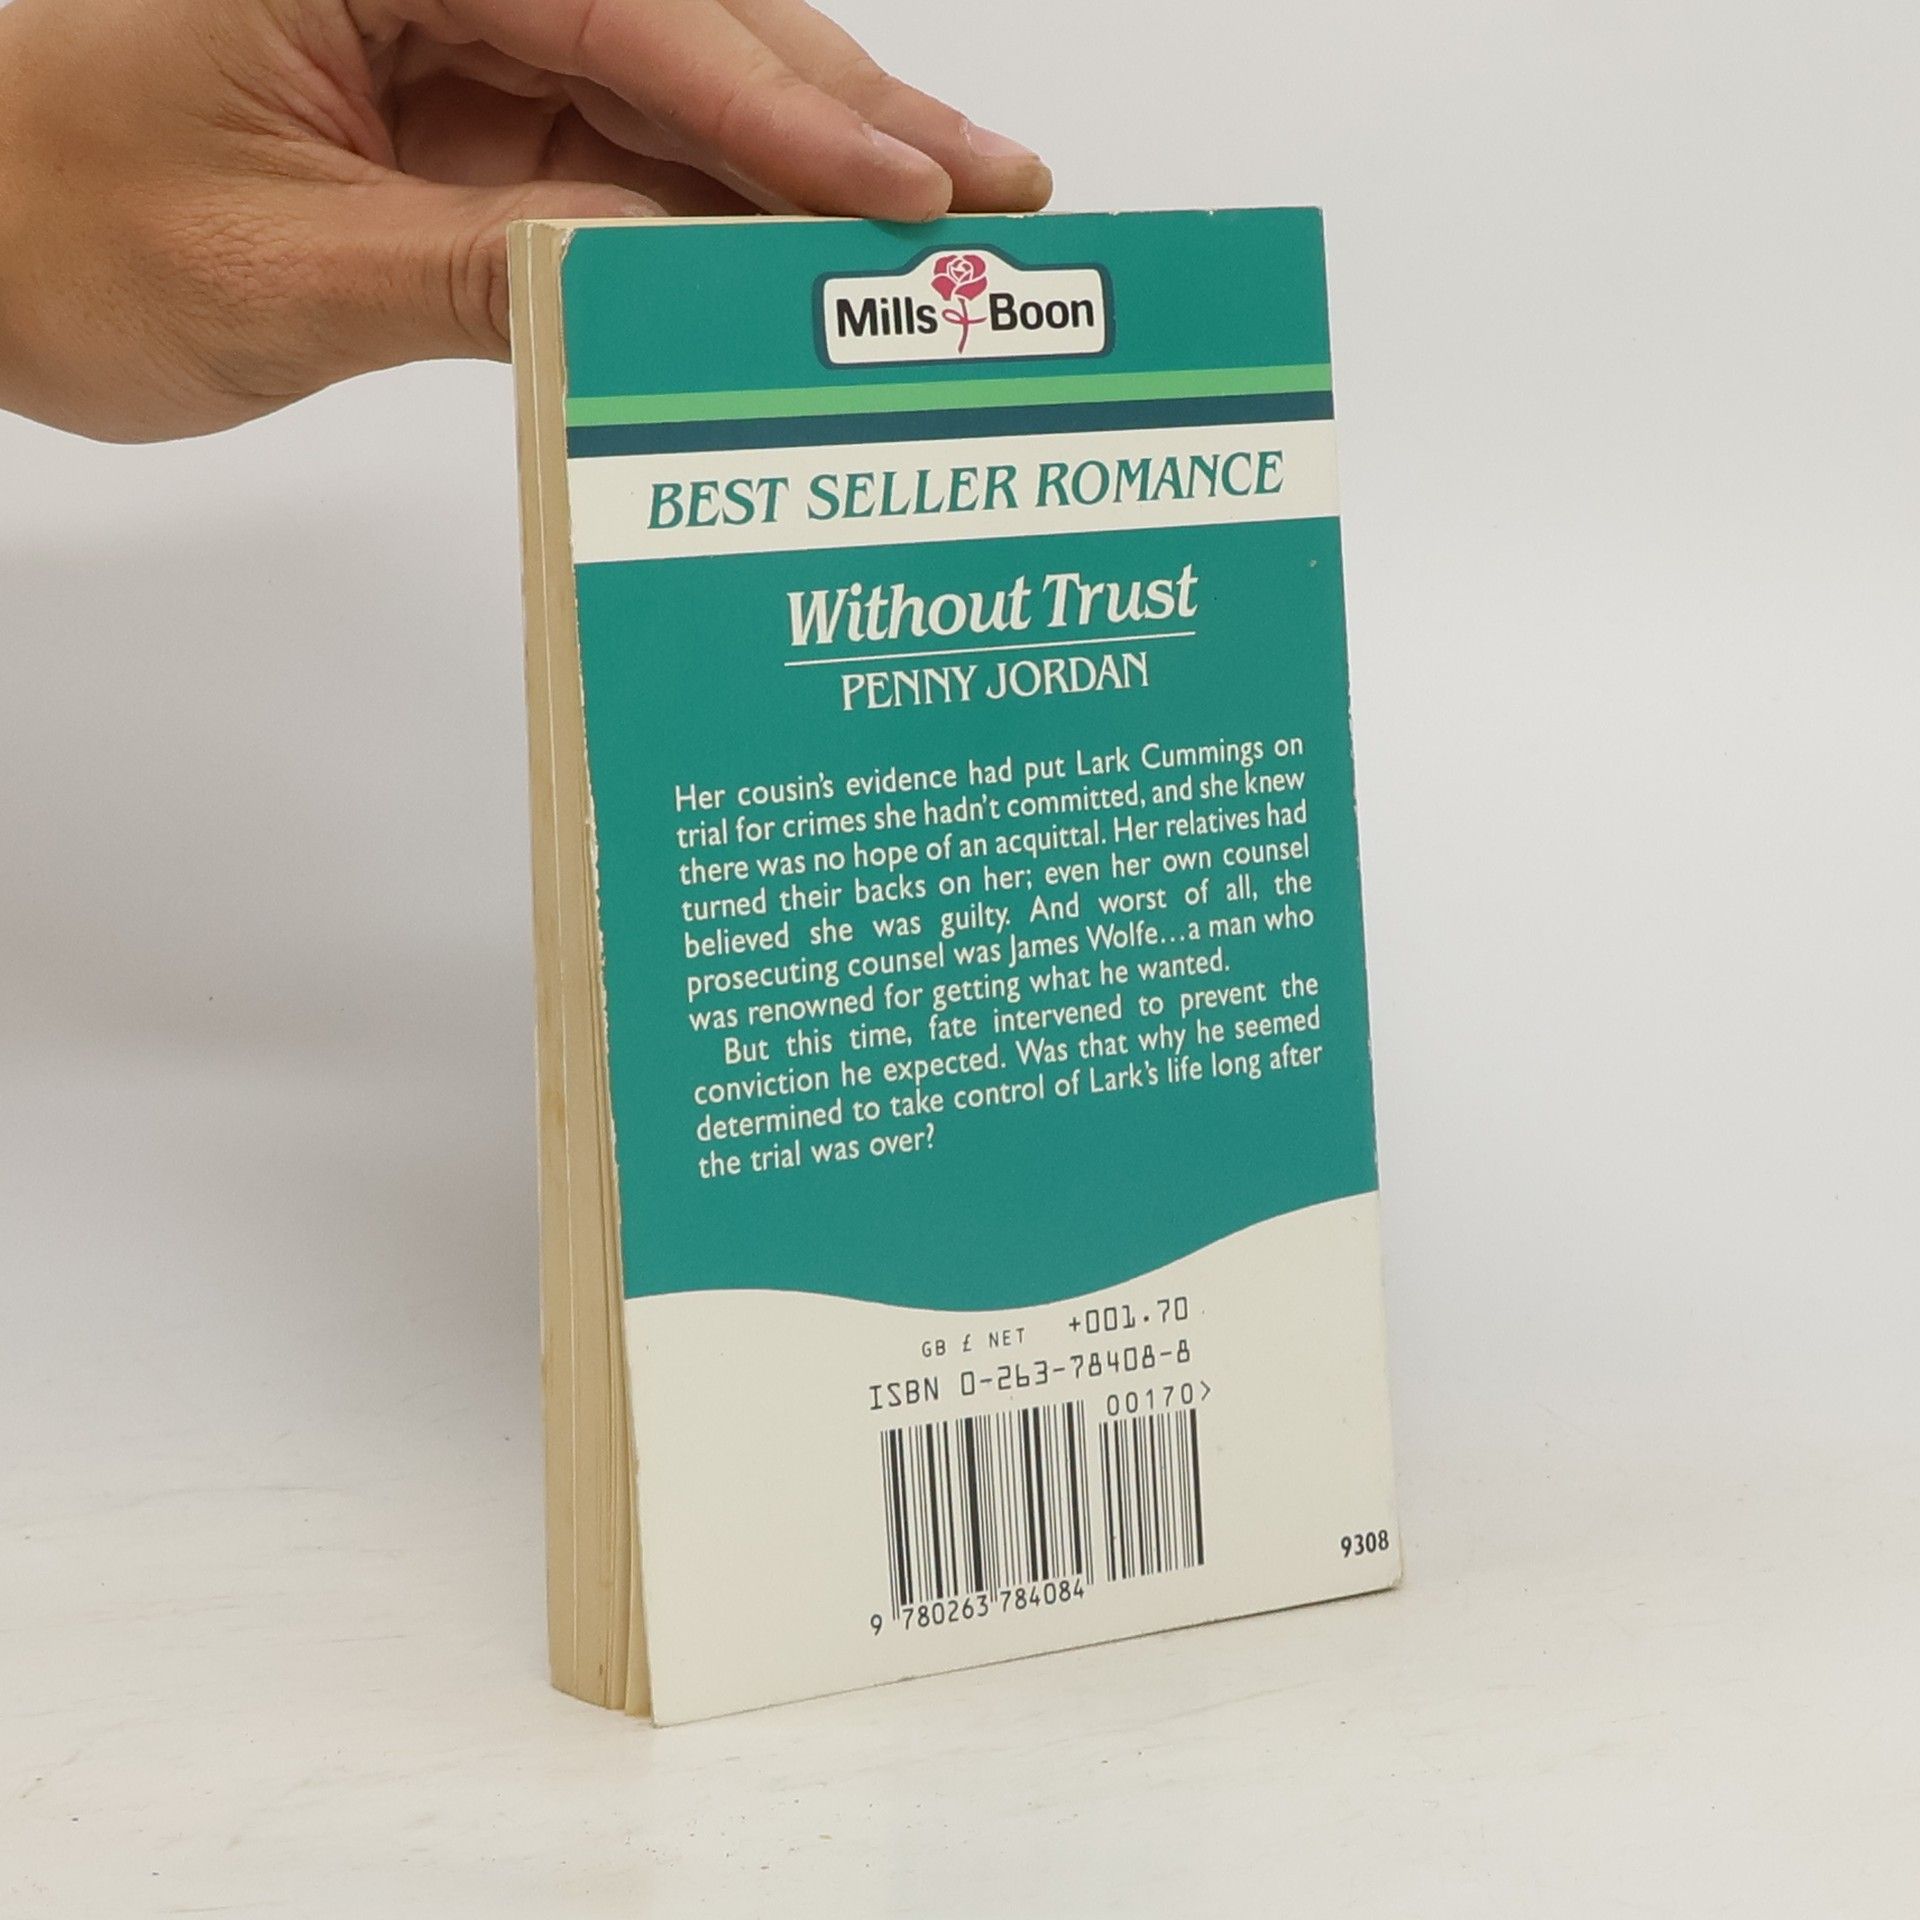 Mills & Boon
BEST SELLER ROMANCE
Without Trust
PENNY JORDAN
Her cousin's evidence had put Lark Cummings on
trial for crimes she hadn't committed, and she knew
there was no hope of an acquittal. Her relatives had
turned their backs on her; even her own counsel
believed she was guilty. And worst of all, the
prosecuting counsel was James Wolfe...a man who
was renowned for getting what he wanted.
But this time, fate intervened to prevent the
conviction he expected. Was that why he seemed
determined to take control of Lark's life long after
the trial was over?
GB £ NET +001.70
ISBN 0-263-78408-8
00170>
9 780263 784084
9308